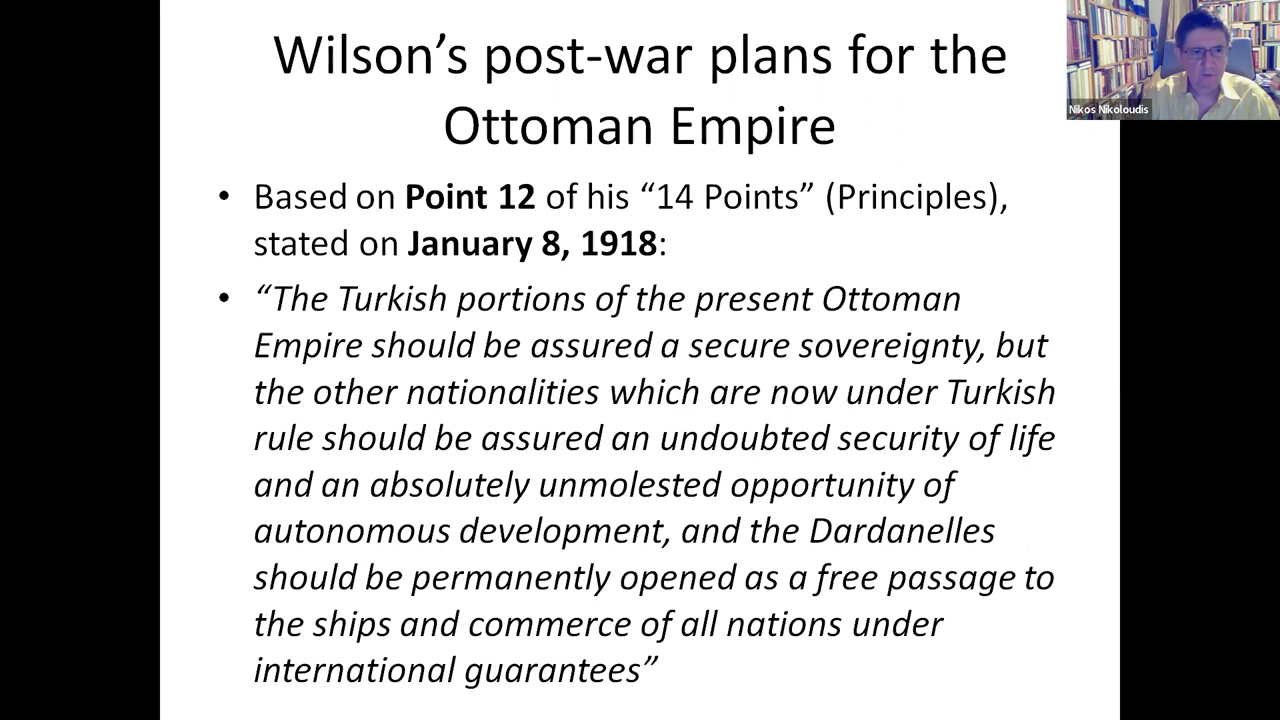 Wilson’s post-war plans for the
Ottoman Empire
• Based on Point 12 of his “14 Points” (Principles),
stated on January 8, 1918:
• “The Turkish portions of the present Ottoman
Empire should be assured a secure sovereignty, but
the other nationalities which are now under Turkish
rule should be assured an undoubted security of life
and an absolutely unmolested opportunity of
autonomous development, and the Dardanelles
should be permanently opened as a free passage to
the ships and commerce of all nations under
international guarantees”
Nikos Nikoloudis